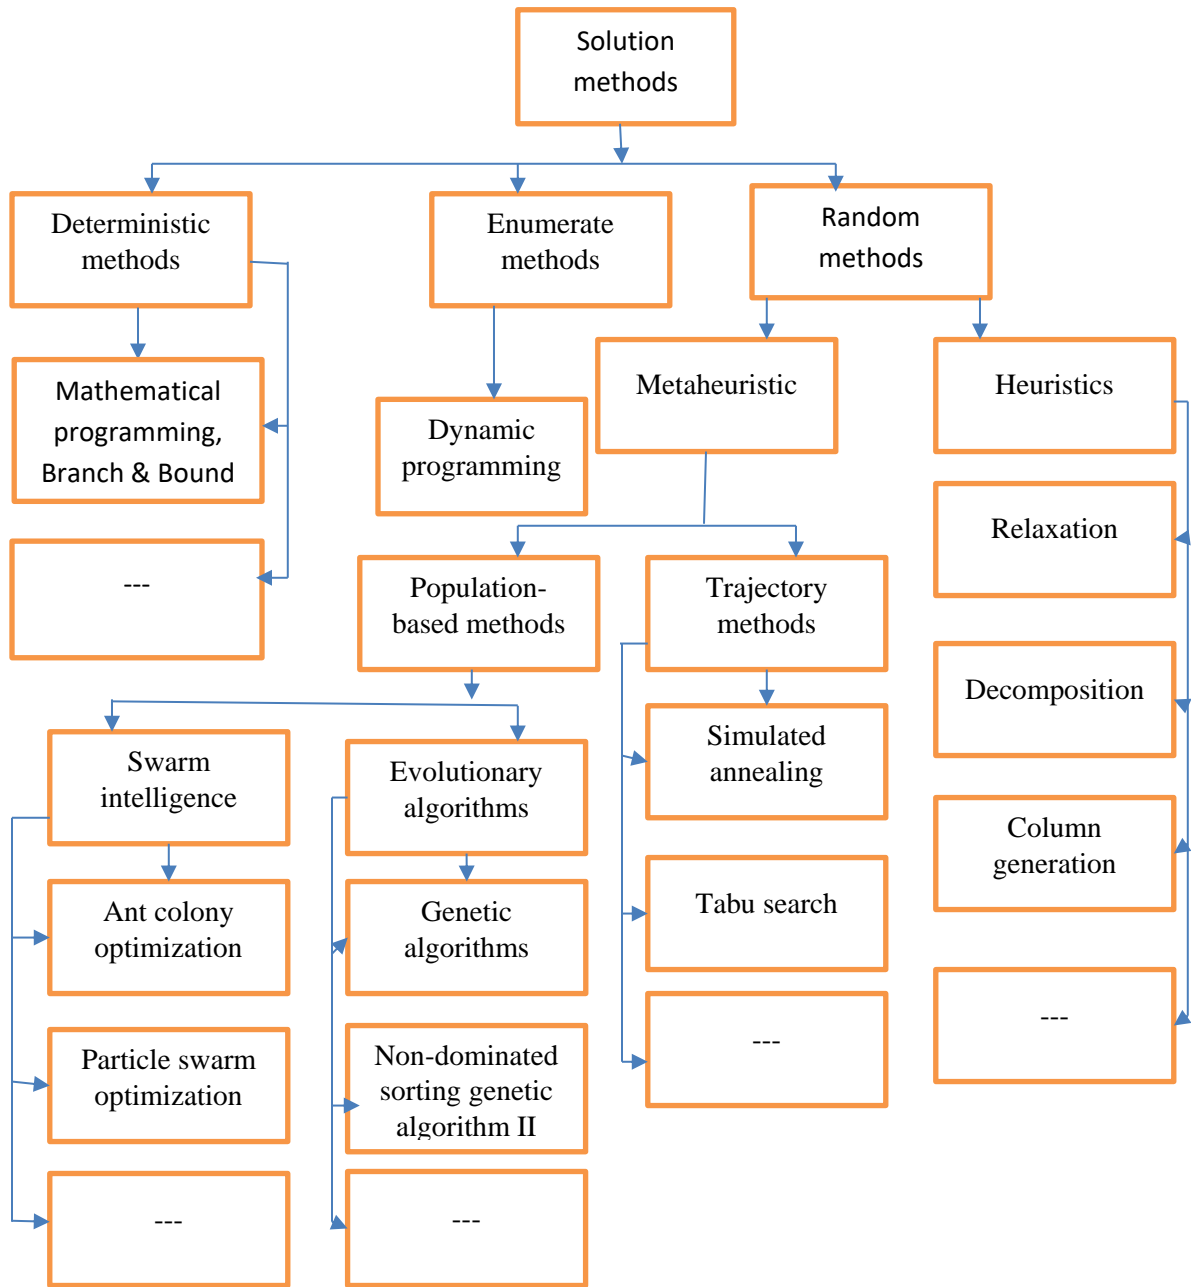 Solution
methods
Deterministic
methods
Enumerate
methods
Random
methods
Mathematical
programming,
Branch & Bound
Dynamic
programming
Metaheuristic
Heuristics
---
Population-
based methods
Trajectory
methods
Relaxation
Decomposition
Swarm
intelligence
Evolutionary
algorithms
Simulated
annealing
Column
generation
Ant colony
optimization
Genetic
algorithms
Tabu search
---
Particle swarm
optimization
Non-dominated
sorting genetic
algorithm II
---
---
---